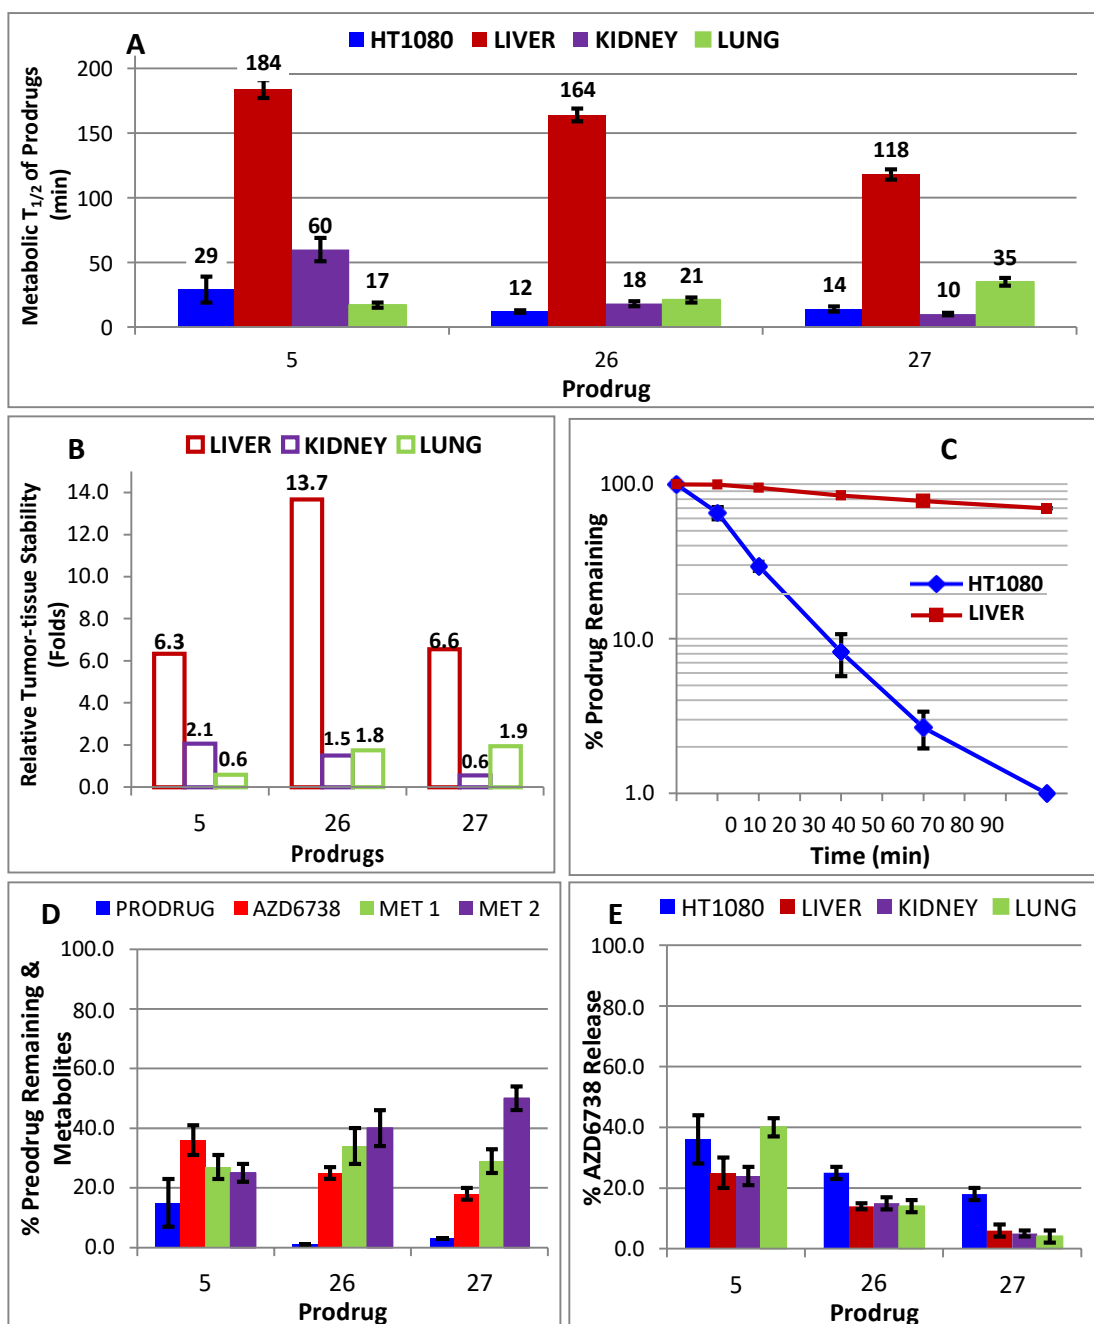 A
HT1080 LIVER KIDNEY LUNG
Metabolic T1/2 of Prodrugs
(min)
200
150
100
50
0
184
164
118
29
60
17
12
18
21
14
10
35
5 26 27
Prodrug
B
LIVER KIDNEY LUNG
Relative Tumor-tissue Stability
(Folds)
14.0
12.0
10.0
8.0
6.0
4.0
2.0
0.0
6.3
2.1
0.6
13.7
1.5
1.8
6.6
0.6
1.9
5 26 27
Prodrugs
C
% Prodrug Remaining
100.0
10.0
1.0
HT1080
LIVER
0 10 20 30 40 50 60 70 80 90
Time (min)
D
PRODRUG AZD6738 MET 1 MET 2
% Preodrug Remaining &
Metabolites
100.0
80.0
60.0
40.0
20.0
0.0
5 26 27
Prodrug
E
HT1080 LIVER KIDNEY LUNG
% AZD6738 Release
100.0
80.0
60.0
40.0
20.0
0.0
5 26 27
Prodrug